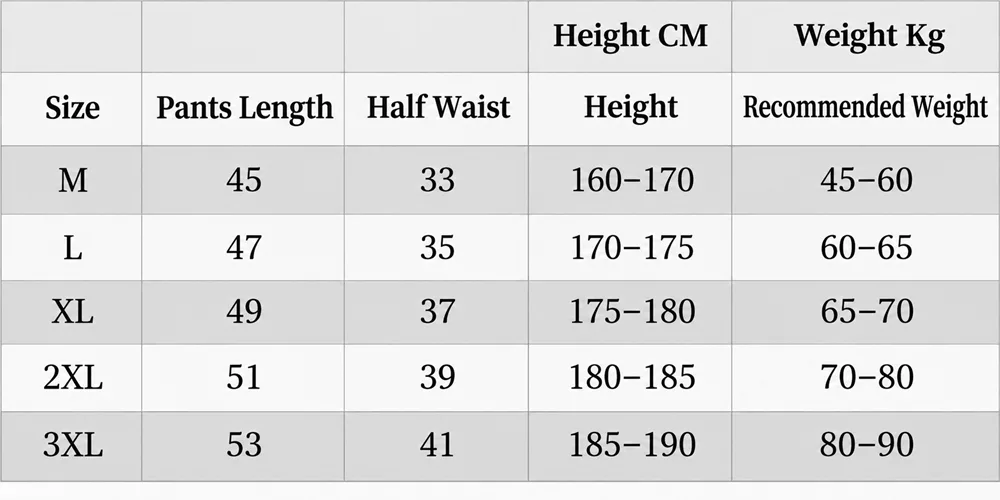 Height CM Weight Kg
Size Pants Length Half Waist Height Recommended Weight
M 45 33 160–170 45–60
L 47 35 170–175 60–65
XL 49 37 175–180 65–70
2XL 51 39 180–185 70–80
3XL 53 41 185–190 80–90